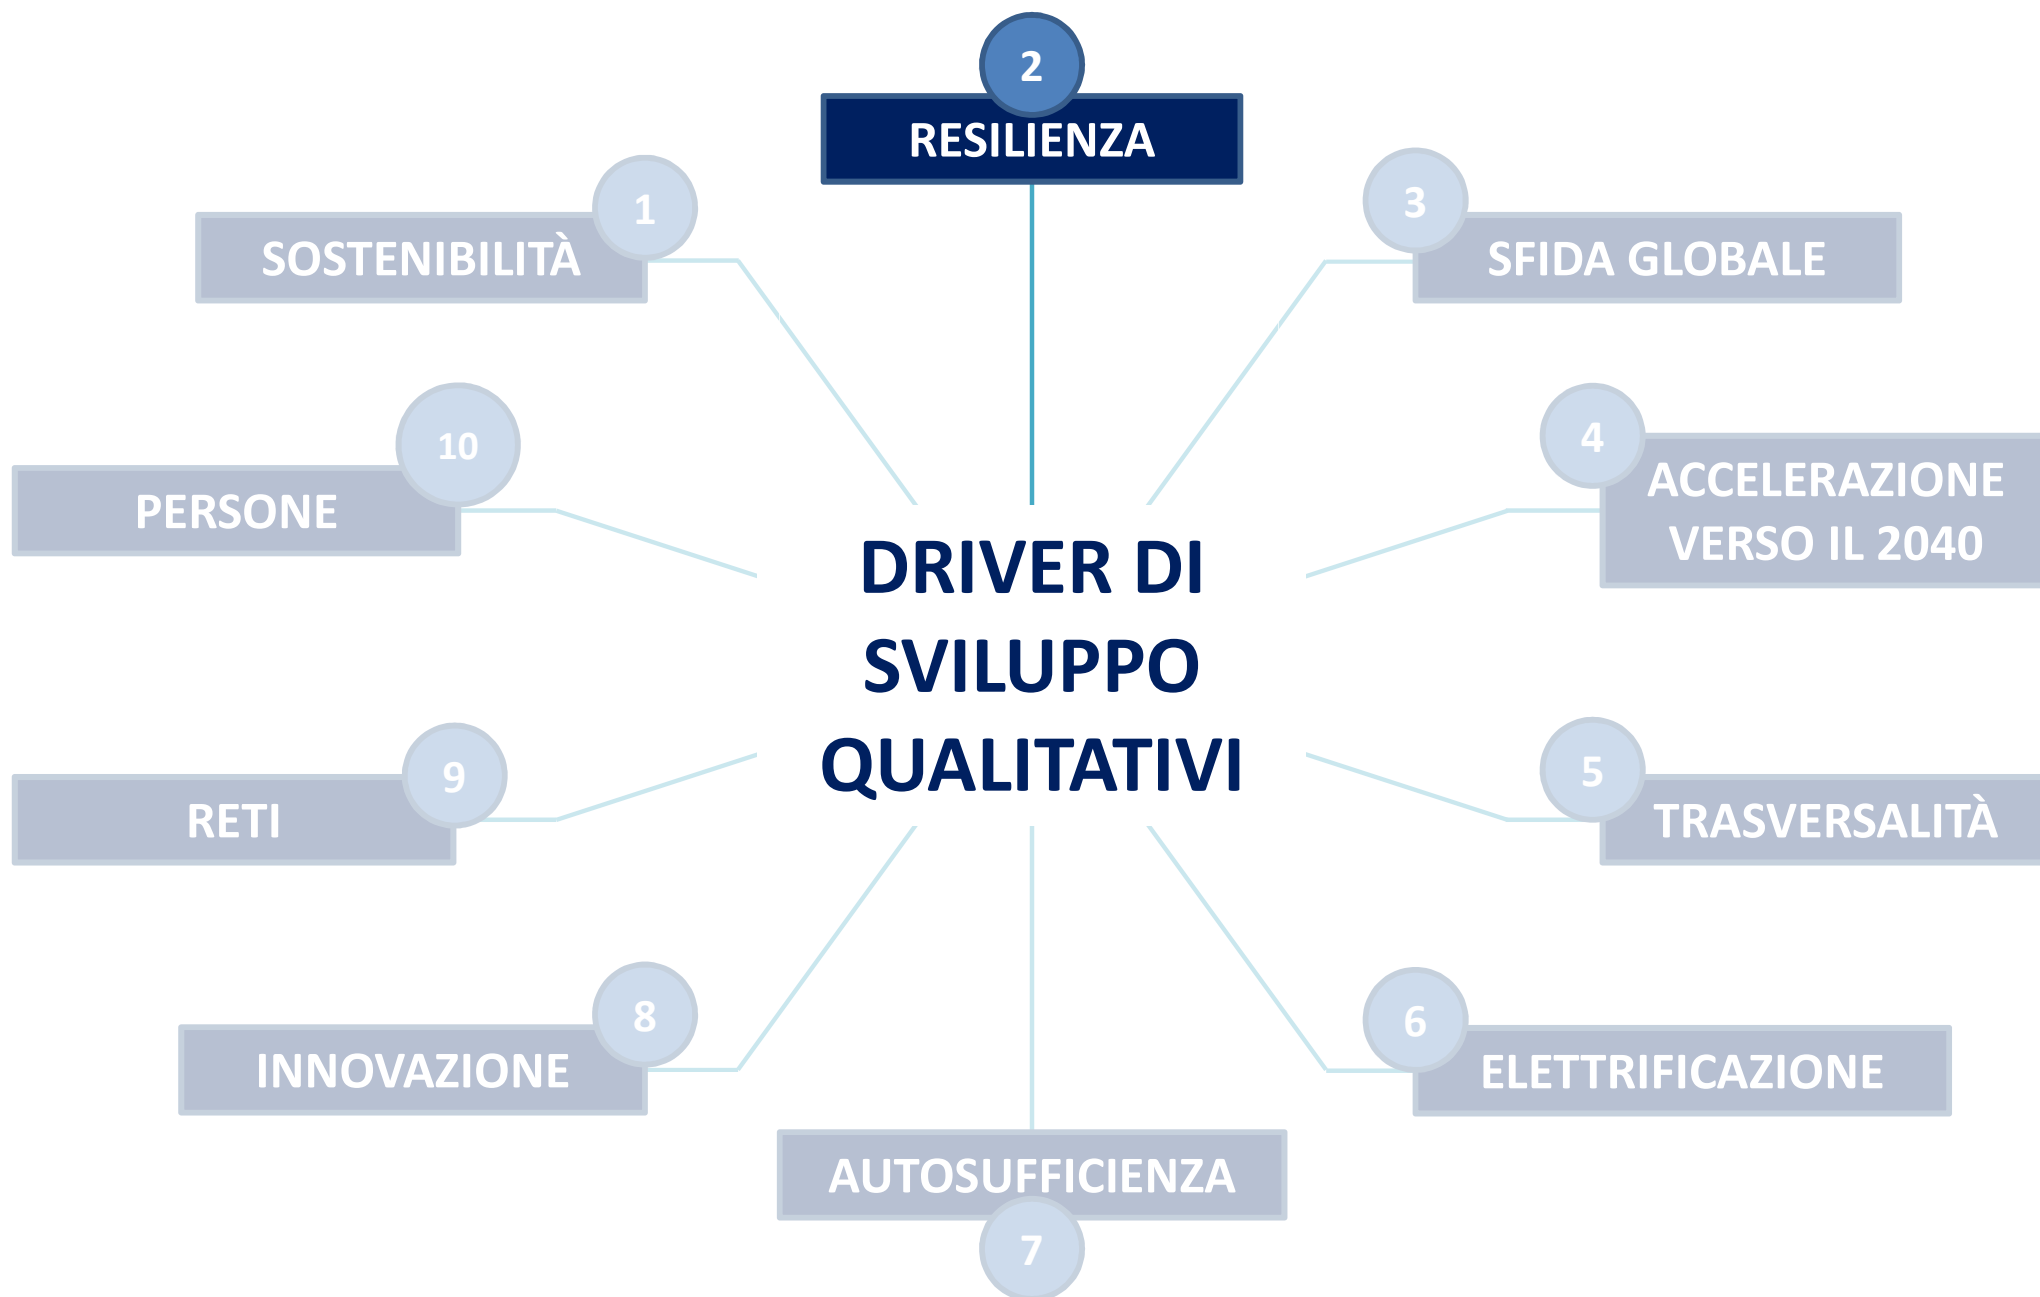 2
RESILIENZA
1
SOSTENIBILITÀ
3
SFIDA GLOBALE
10
PERSONE
4
ACCELERAZIONE
VERSO IL 2040
DRIVER DI
SVILUPPO
QUALITATIVI
9
RETI
5
TRASVERSALITÀ
8
INNOVAZIONE
6
ELETTRIFICAZIONE
AUTOSUFFICIENZA
7